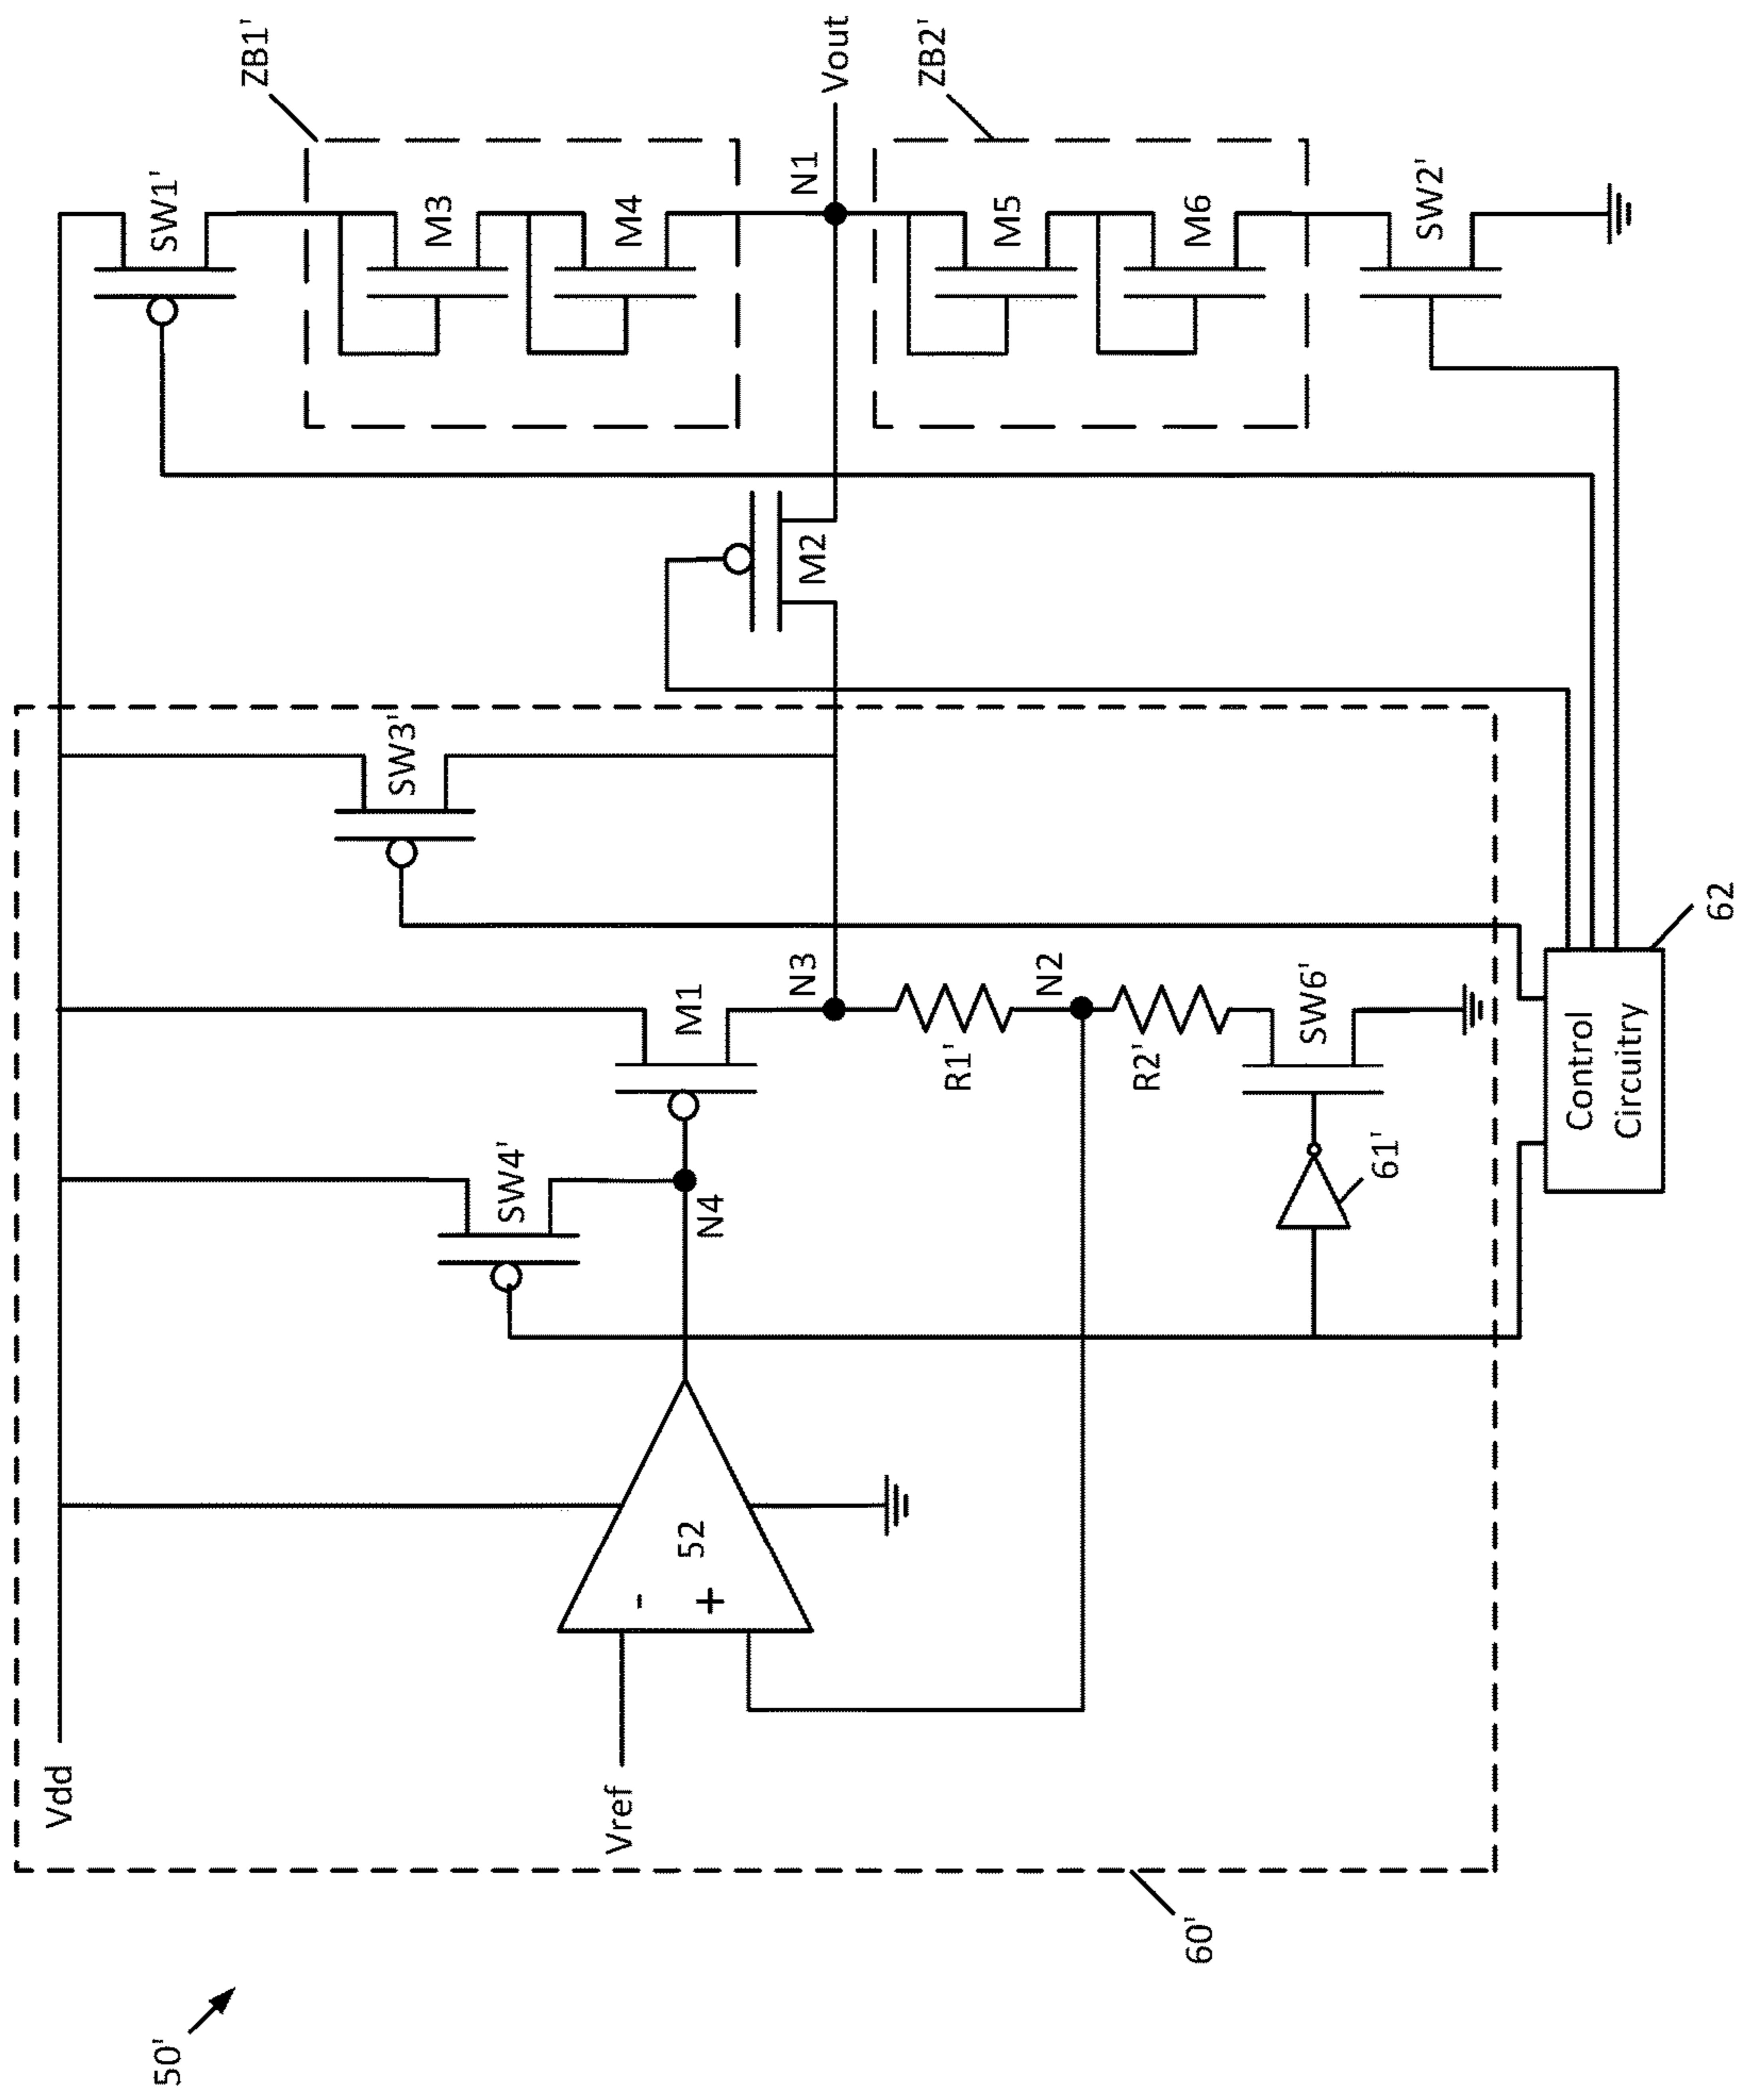 50'
60'
Vdd
Vref
-
+
52
SW4'
N4
M1
N3
R1'
N2
R2'
SW6'
61'
SW3'
M2
SW1'
ZB1'
M3
M4
N1
Vout
ZB2'
M5
M6
SW2'
Control
Circuitry
62